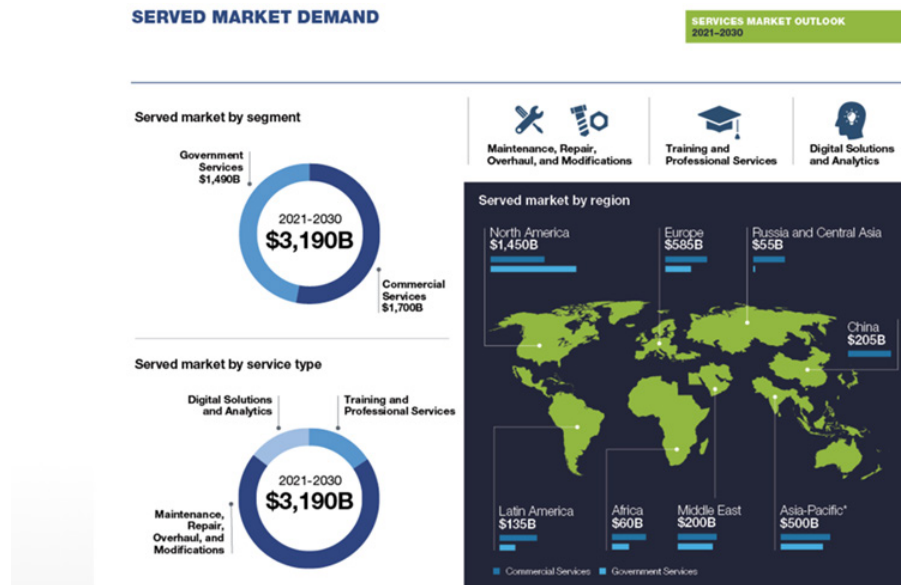 SERVED MARKET DEMAND
SERVICES MARKET OUTLOOK
2021–2030
Served market by segment
Government
Services
$1,490B
2021-2030
$3,190B
Commercial
Services
$1,700B
Served market by service type
Digital Solutions
and Analytics
Training and
Professional Services
2021-2030
$3,190B
Maintenance,
Repair,
Overhaul, and
Modifications
Maintenance, Repair,
Overhaul, and Modifications
Training and
Professional Services
Digital Solutions
and Analytics
Served market by region
North America
$1,450B
Europe
$585B
Russia and Central Asia
$55B
China
$205B
Latin America
$135B
Africa
$60B
Middle East
$200B
Asia-Pacific*
$500B
Commercial Services
Government Services